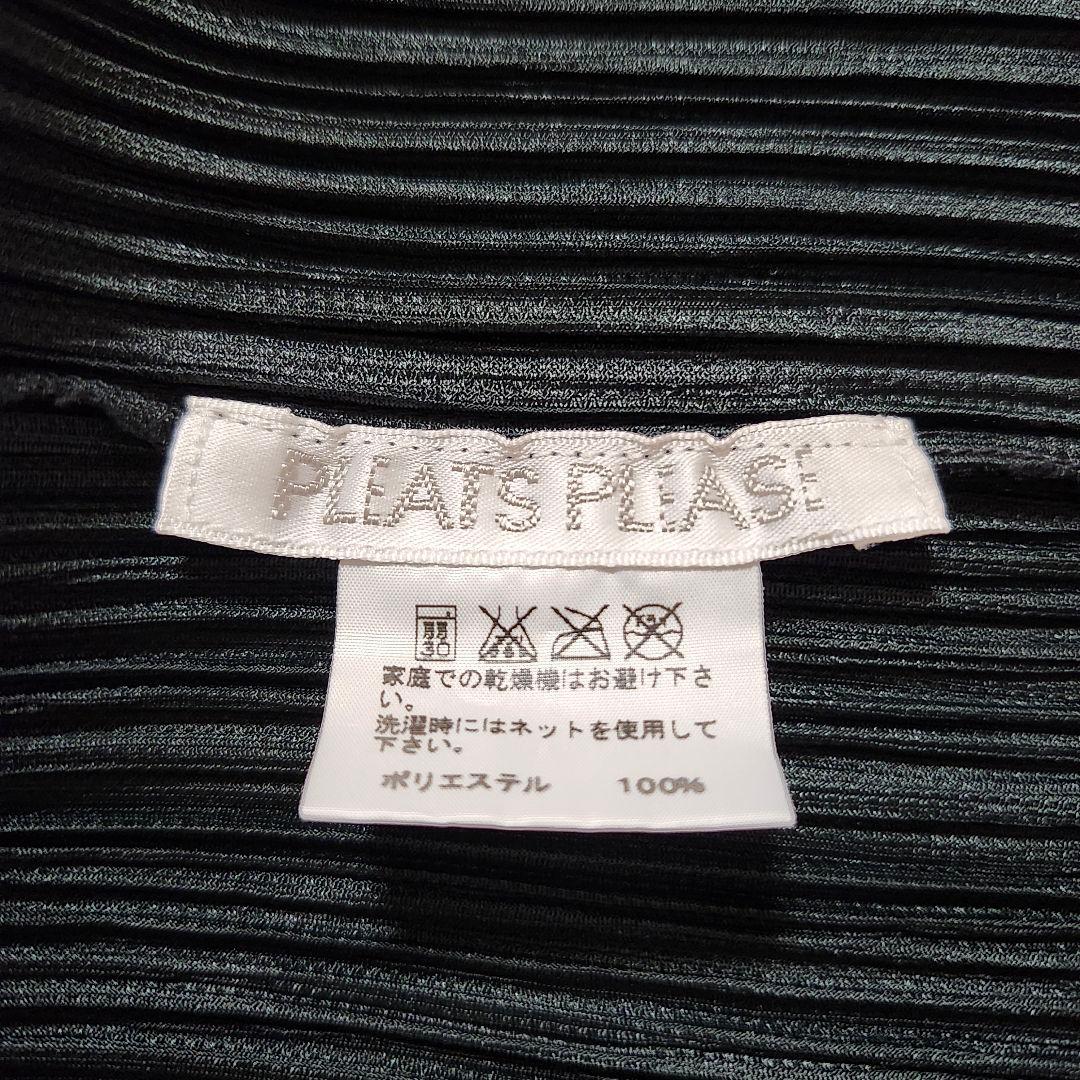 PLEATS PLEASE
弱
30
家庭での乾燥機はお避け下さ
い。
洗濯時にはネットを使用して
下さい。
ポリエステル 100%